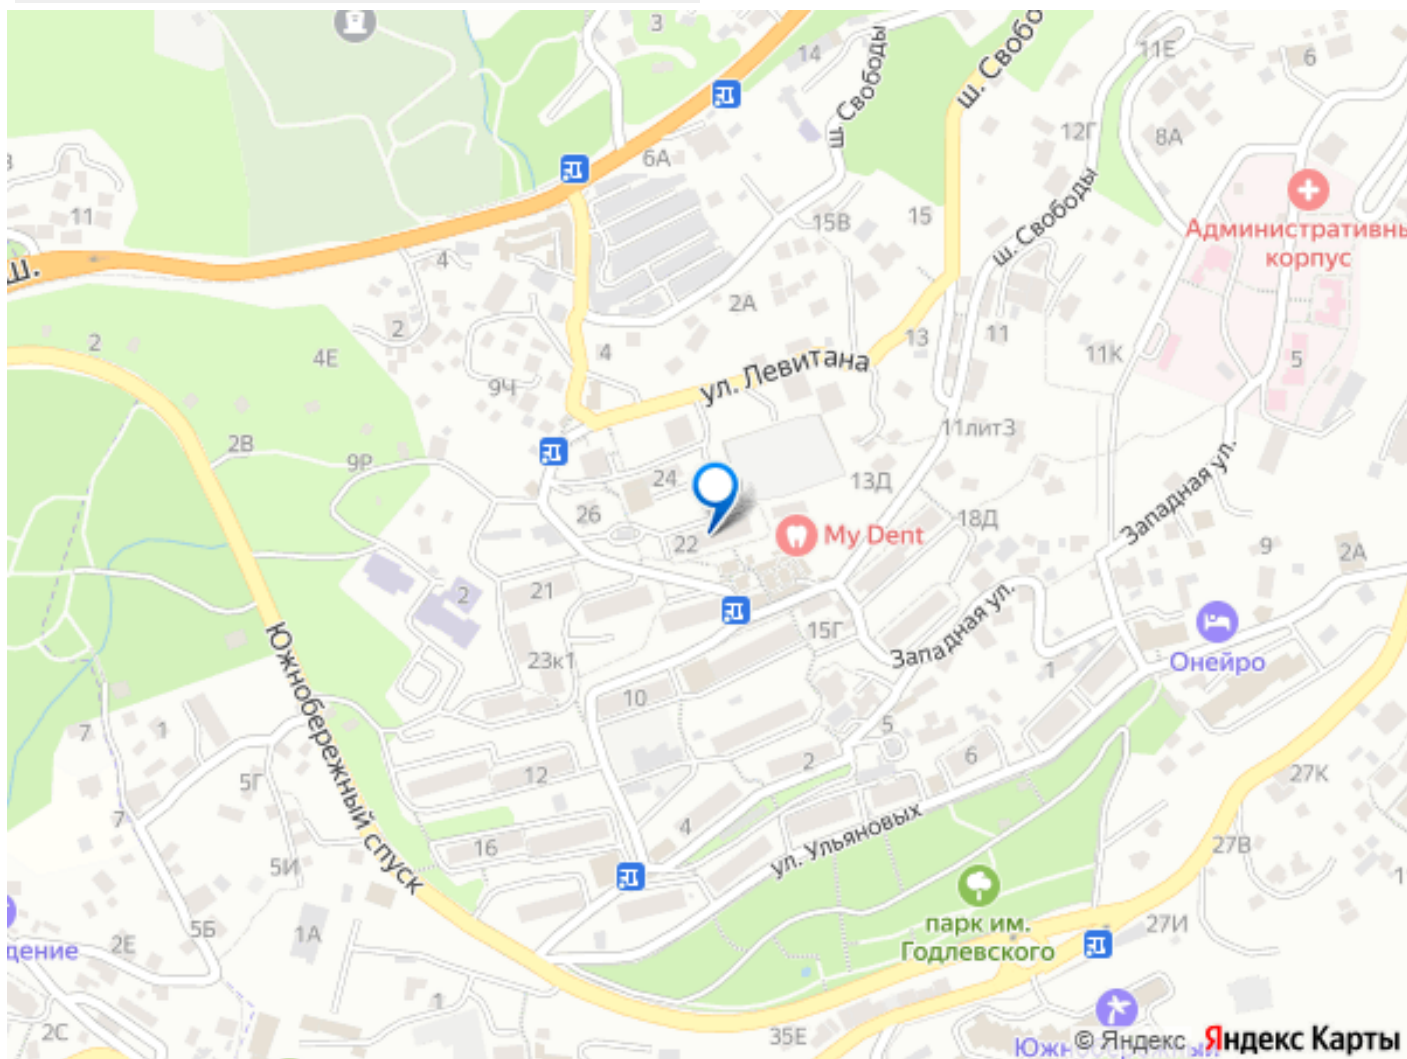 3
14
ш. Свободы
ш. Свобо
11Е
6
12Г
8А
6А
11
15В
15
ш. Свободы
Административны
корпус
ш.
4
2А
2
2
4Е
4
13
11
11К
5
ул. Левитана
9Ч
2В
9Р
11лит3
24
13Д
Западная ул.
26
22
My Dent
18Д
9
2А
2
21
Западная ул.
15Г
1
Онейро
23к1
Южнобережный спуск
10
7
1
5
6
2
12
5Г
27К
7
4
ул. Ульяновых
16
27В
5И
парк им.
Годлевского
5Б
1А
2Е
27И
дение
1
2С
35Е
Южнобережный
© Яндекс Яндекс Карты